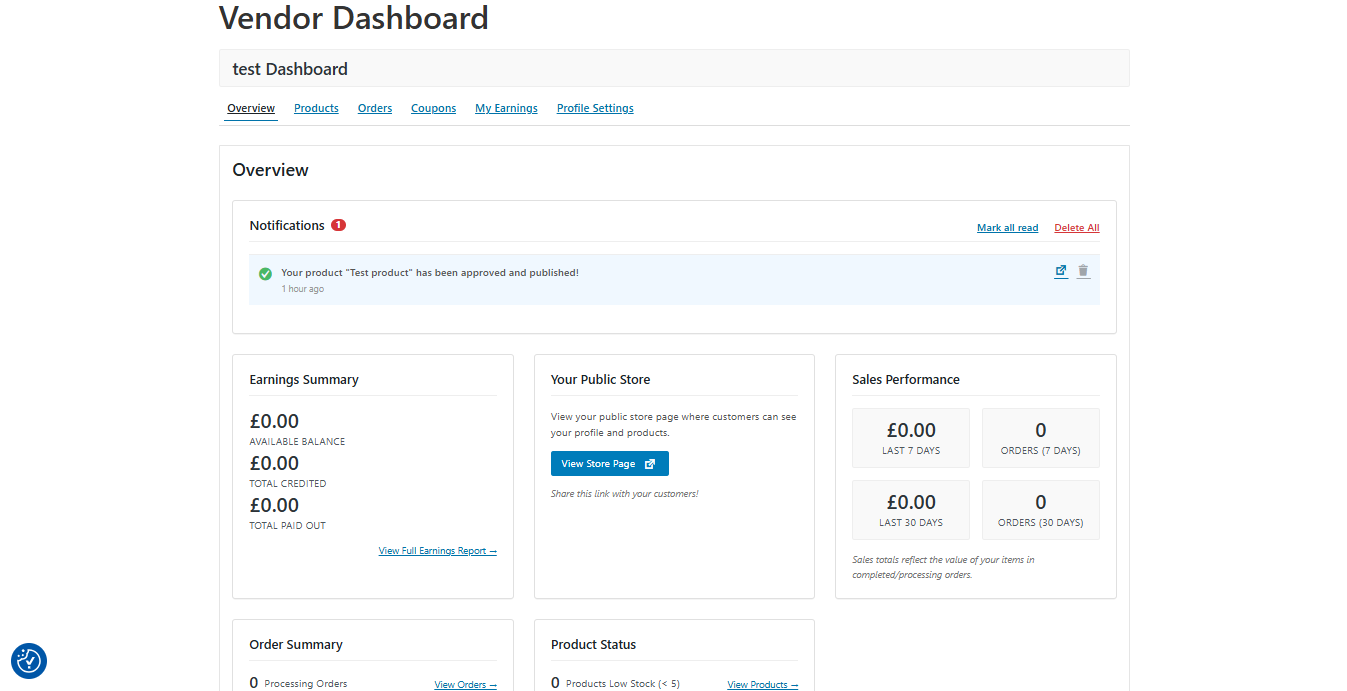 Vendor Dashboard
test Dashboard
Overview Products Orders Coupons My Earnings Profile Settings
Overview
Notifications 1 Mark all read Delete All
Your product "Test product" has been approved and published!
1 hour ago
Earnings Summary
£0.00
AVAILABLE BALANCE
£0.00
TOTAL CREDITED
£0.00
TOTAL PAID OUT
View Full Earnings Report →
Your Public Store
View your public store page where customers can see
your profile and products.
View Store Page
Share this link with your customers!
Sales Performance
£0.00 0
LAST 7 DAYS ORDERS (7 DAYS)
£0.00 0
LAST 30 DAYS ORDERS (30 DAYS)
Sales totals reflect the value of your items in
completed/processing orders.
Order Summary
0 Processing Orders View Orders →
Product Status
0 Products Low Stock (< 5) View Products →